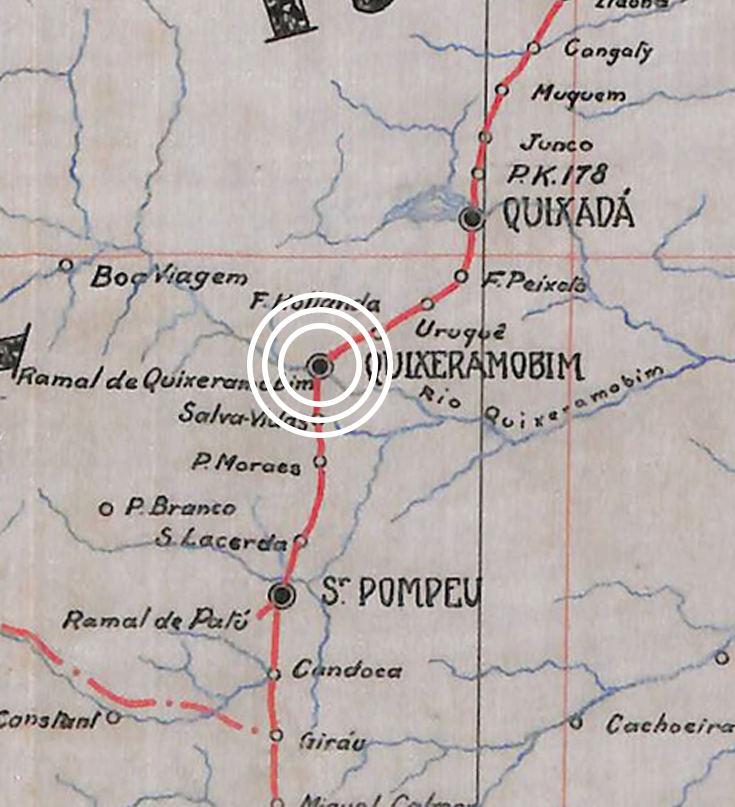 Cangaty
Muquem
Junco
P.K.178
QUIXADÁ
Boa Viagem
F. Peixoto
F. Hollanda
Uruquê
QUIXERAMOBIM
Ramal de Quixeramobim
Rio Quixeramobim
Salva-Vidas
P. Moraes
P. Branco
S. Lacerda
Sr. POMPEU
Ramal de Patú
Constant
Cachoeira
Girau
Miguel Calmon